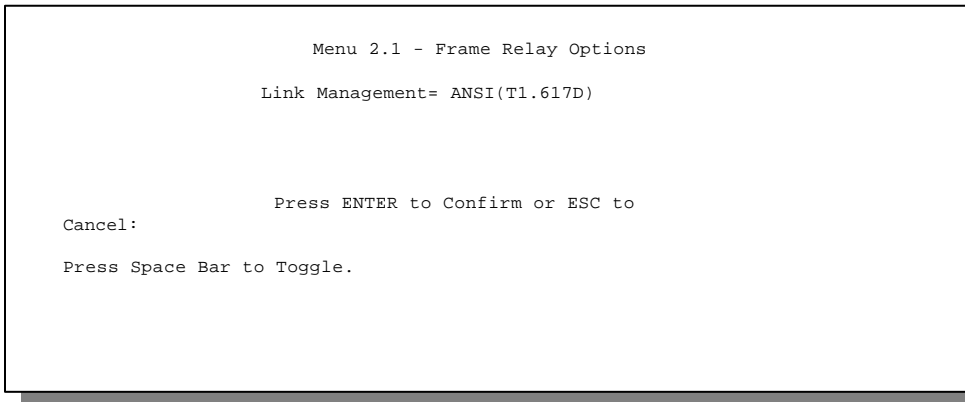 Menu 2.1 - Frame Relay Options
Link Management= ANSI(T1.617D)
Press ENTER to Confirm or ESC to
Cancel:
Press Space Bar to Toggle.